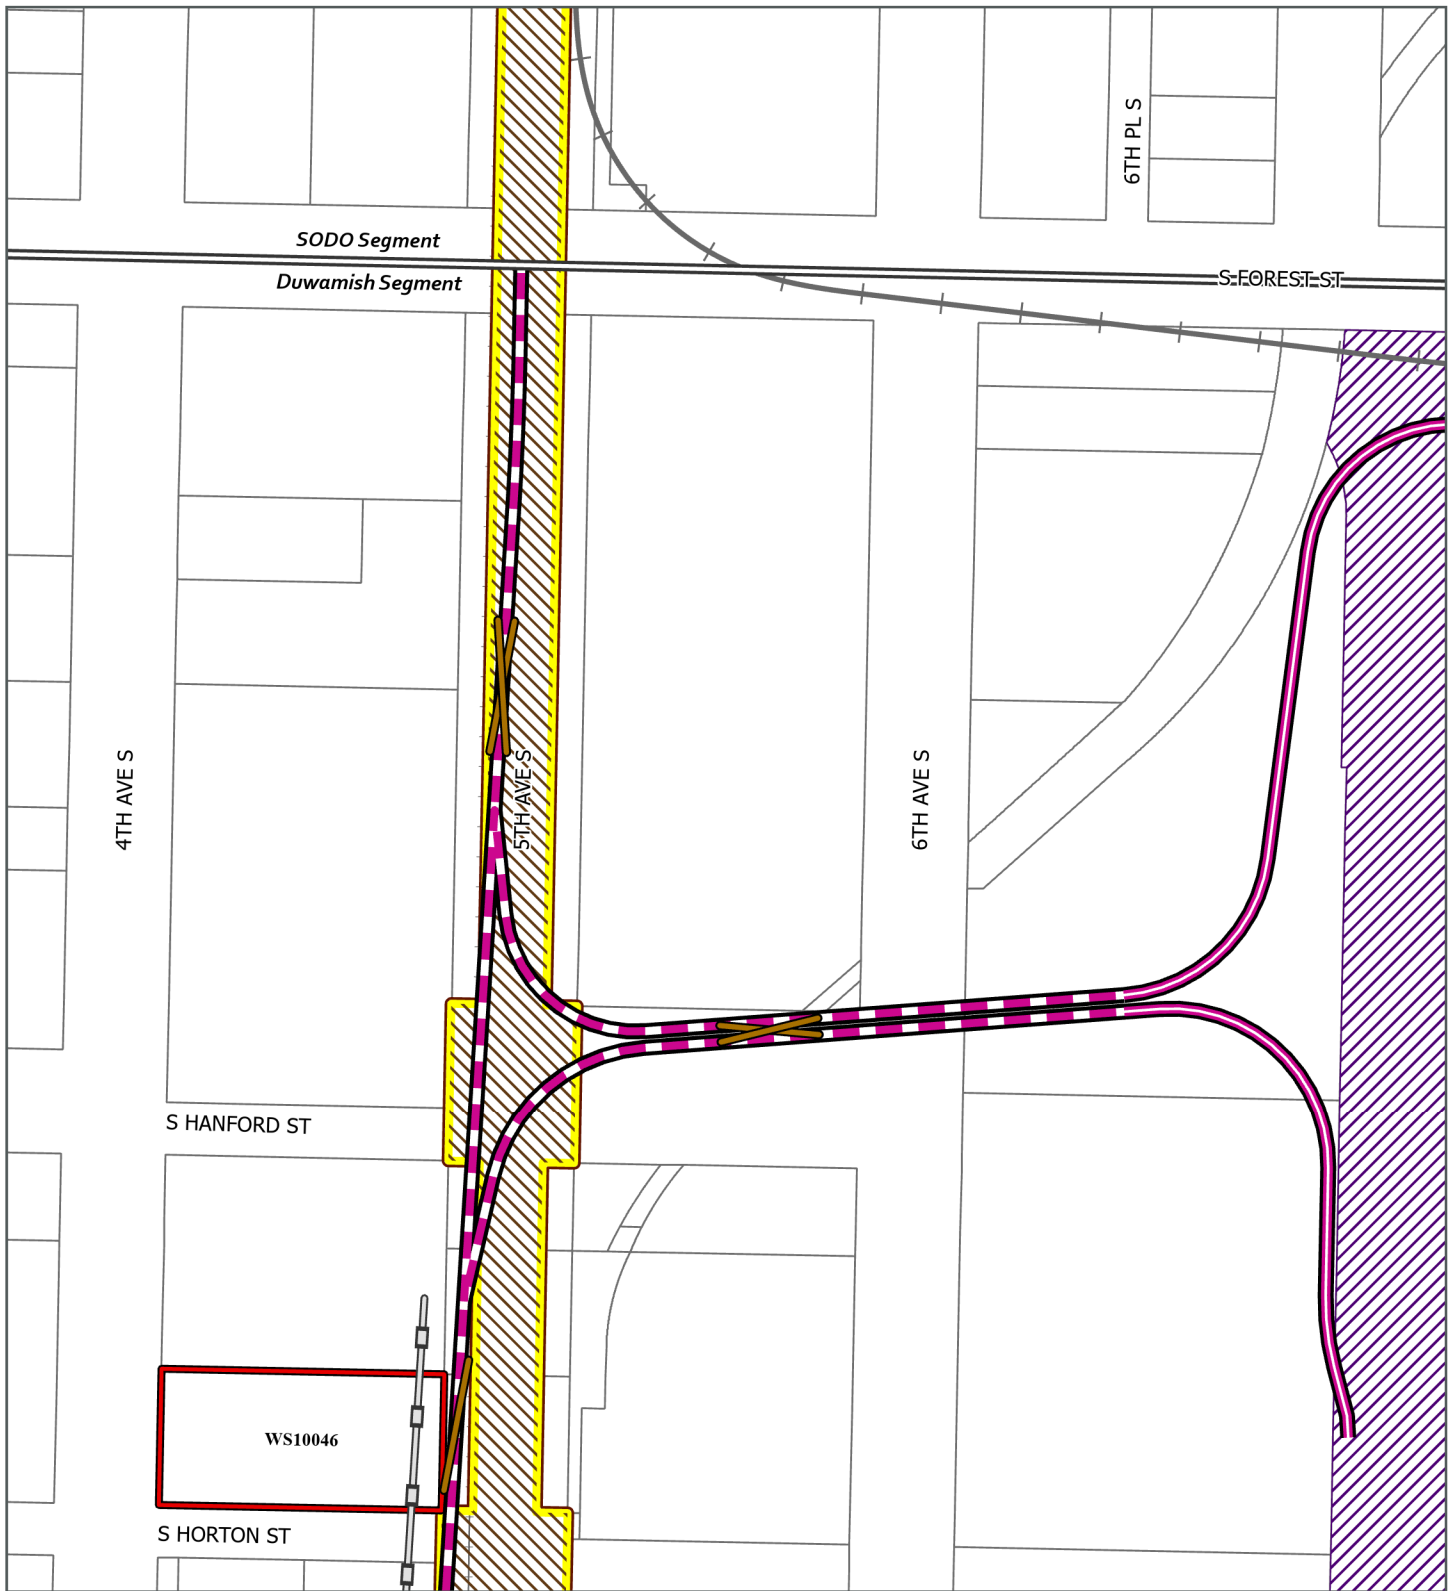 6TH PL S
SODO Segment
Duwamish Segment
S FOREST ST
4TH AVE S
5TH AVE S
6TH AVE S
S HANFORD ST
WS10046
S HORTON ST